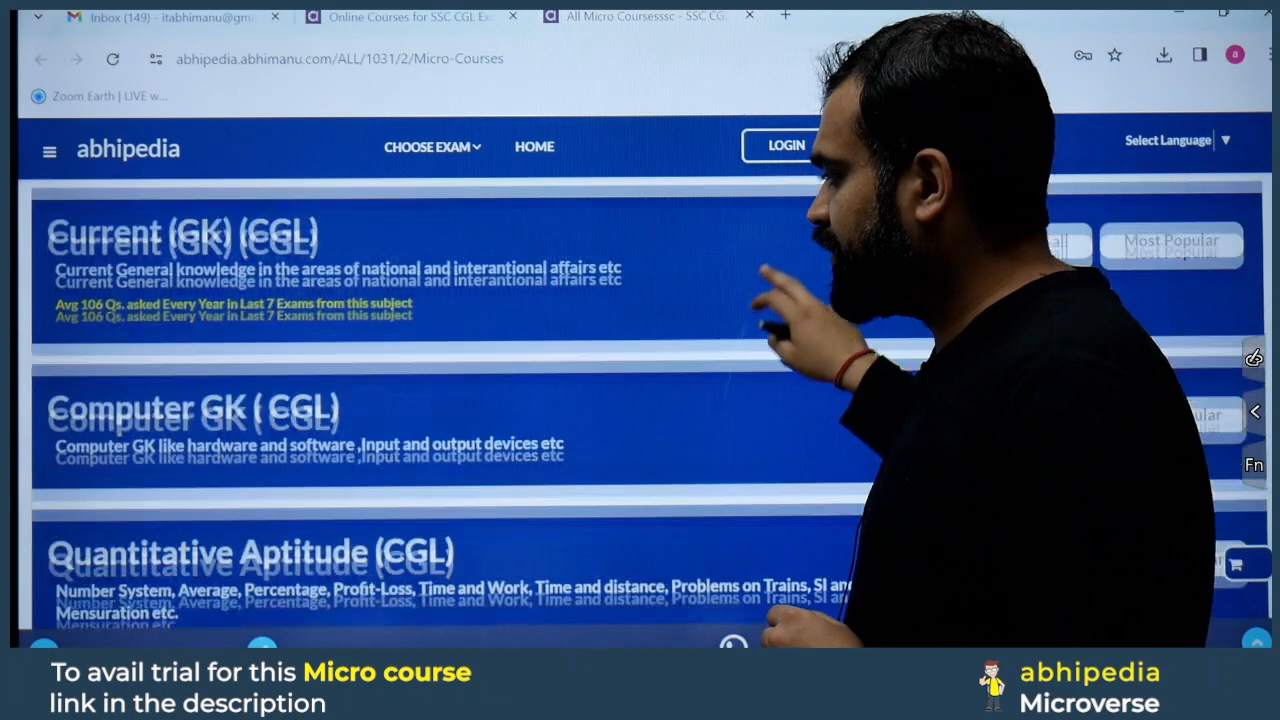 Inbox (149) - itabhimanu@gm
Online Courses for SSC CGL Ex
All Micro Coursesssc - SSC CG
abhipedia.abhimanu.com/ALL/1031/2/Micro-Courses
a
Zoom Earth | LIVE w...
abhipedia
CHOOSE EXAM
HOME
LOGIN
Select Language
Current (GK) (CGL)
all
Most Popular
Current General knowledge in the areas of national and interantional affairs etc
Avg 106 Qs. asked Every Year in Last 7 Exams from this subject
Computer GK ( CGL)
ular
Computer GK like hardware and software ,Input and output devices etc
Fn
Quantitative Aptitude (CGL)
Number System, Average, Percentage, Profit-Loss, Time and Work, Time and distance, Problems on Trains, SI an
Mensuration etc.
To avail trial for this Micro course
link in the description
abhipedia
Microverse